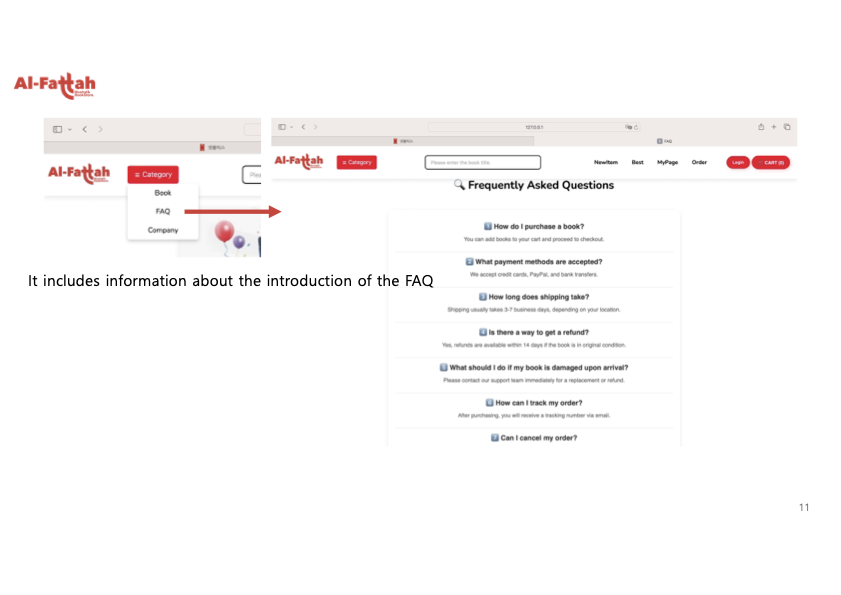 Al-Fattah
Al-Fattah
Category
Book
FAQ
Company
It includes information about the introduction of the FAQ
127.0.0.1
FAQ
Al-Fattah
Category
Please enter the book title.
NewItem Best MyPage Order Login CART (0)
Frequently Asked Questions
1 How do I purchase a book?
You can add books to your cart and proceed to checkout.
2 What payment methods are accepted?
We accept credit cards, PayPal, and bank transfers.
3 How long does shipping take?
Shipping usually takes 3-7 business days, depending on your location.
4 Is there a way to get a refund?
Yes, refunds are available within 14 days if the book is in original condition.
5 What should I do if my book is damaged upon arrival?
Please contact our support team immediately for a replacement or refund.
6 How can I track my order?
After purchasing, you will receive a tracking number via email.
7 Can I cancel my order?
11